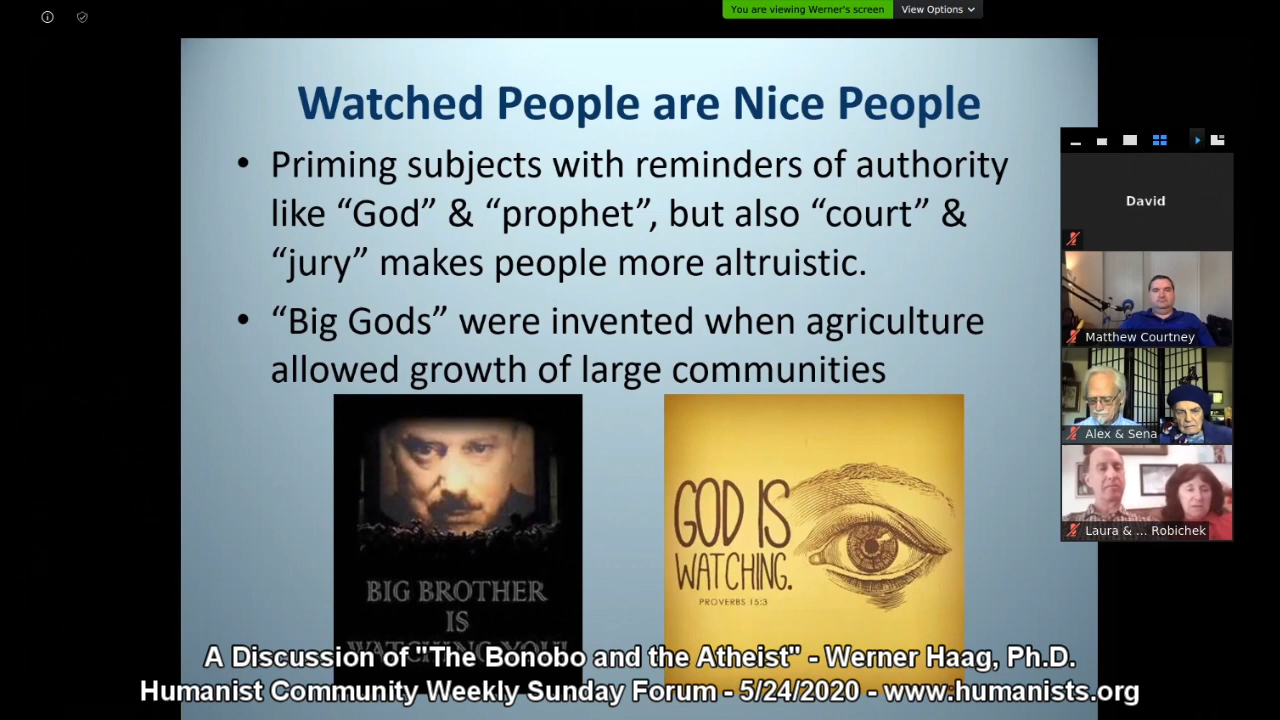 You are viewing Werner's screen
View Options
Watched People are Nice People
• Priming subjects with reminders of authority
like “God” & “prophet”, but also “court” &
“jury” makes people more altruistic.
• “Big Gods” were invented when agriculture
allowed growth of large communities
David
Matthew Courtney
Alex & Sena
Laura & ... Robichek
BIG BROTHER
IS
WATCHING YOU!
GOD IS
WATCHING.
PROVERBS 15:3
A Discussion of "The Bonobo and the Atheist" - Werner Haag, Ph.D.
Humanist Community Weekly Sunday Forum - 5/24/2020 - www.humanists.org